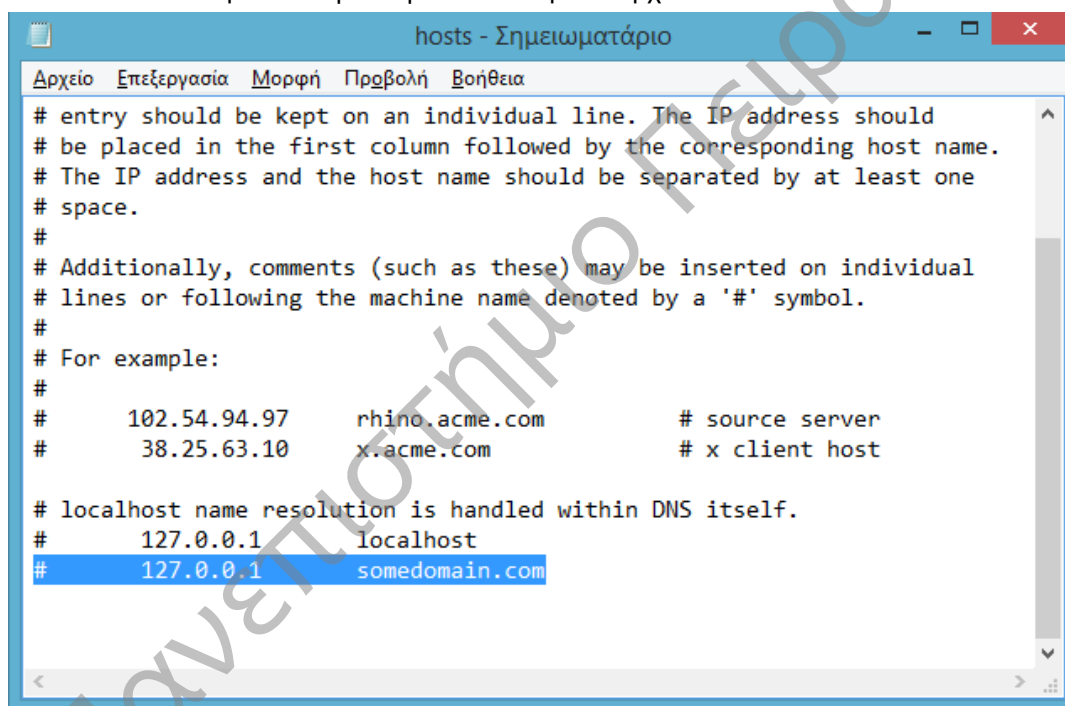 hosts - Σημειωματάριο
Αρχείο Επεξεργασία Μορφή Προβολή Βοήθεια
# entry should be kept on an individual line. The IP address should
# be placed in the first column followed by the corresponding host name.
# The IP address and the host name should be separated by at least one
# space.
#
# Additionally, comments (such as these) may be inserted on individual
# lines or following the machine name denoted by a '#' symbol.
#
# For example:
#
# 102.54.94.97 rhino.acme.com # source server
# 38.25.63.10 x.acme.com # x client host
# localhost name resolution is handled within DNS itself.
# 127.0.0.1 localhost
# 127.0.0.1 somedomain.com
Πανεπιστήμιο